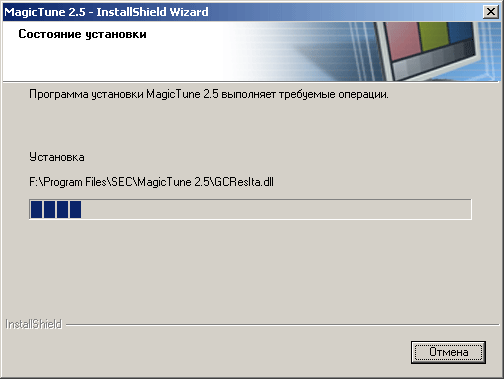 MagicTune 2.5 - InstallShield Wizard
Состояние установки
Программа установки MagicTune 2.5 выполняет требуемые операции.
Установка
F:\Program Files\SEC\MagicTune 2.5\GCResIta.dll
InstallShield
Отмена